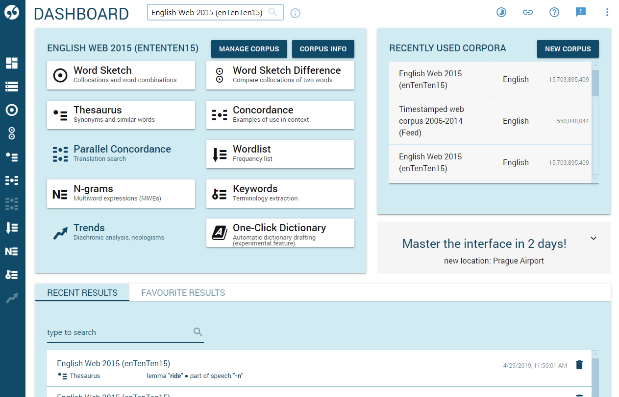 DASHBOARD
English Web 2015 (enTenTen15)
ENGLISH WEB 2015 (ENTENTEN15)
MANAGE CORPUS
CORPUS INFO
Word Sketch
Collocations and word combinations
Word Sketch Difference
Compare collocations of two words
Thesaurus
Synonyms and similar words
Concordance
Examples of use in context
Parallel Concordance
Translation search
Wordlist
Frequency list
N-grams
Multiword expressions (MWEs)
Keywords
Terminology extraction
Trends
Diachronic analysis, neologisms
One-Click Dictionary
Automatic dictionary drafting
(experimental feature)
RECENTLY USED CORPORA
NEW CORPUS
English Web 2015
(enTenTen15)
English
15,703,895,409
Timestamped web
corpus 2005-2014
(Feed)
English
English Web 2015
(enTenTen15)
English
15,703,895,409
Master the interface in 2 days!
new location: Prague Airport
RECENT RESULTS
FAVOURITE RESULTS
type to search
English Web 2015 (enTenTen15)
Thesaurus
lemma "ride" ● part of speech "-n"
4/29/2019, 11:56:01 AM
English Web 2015 (enTenTen15)